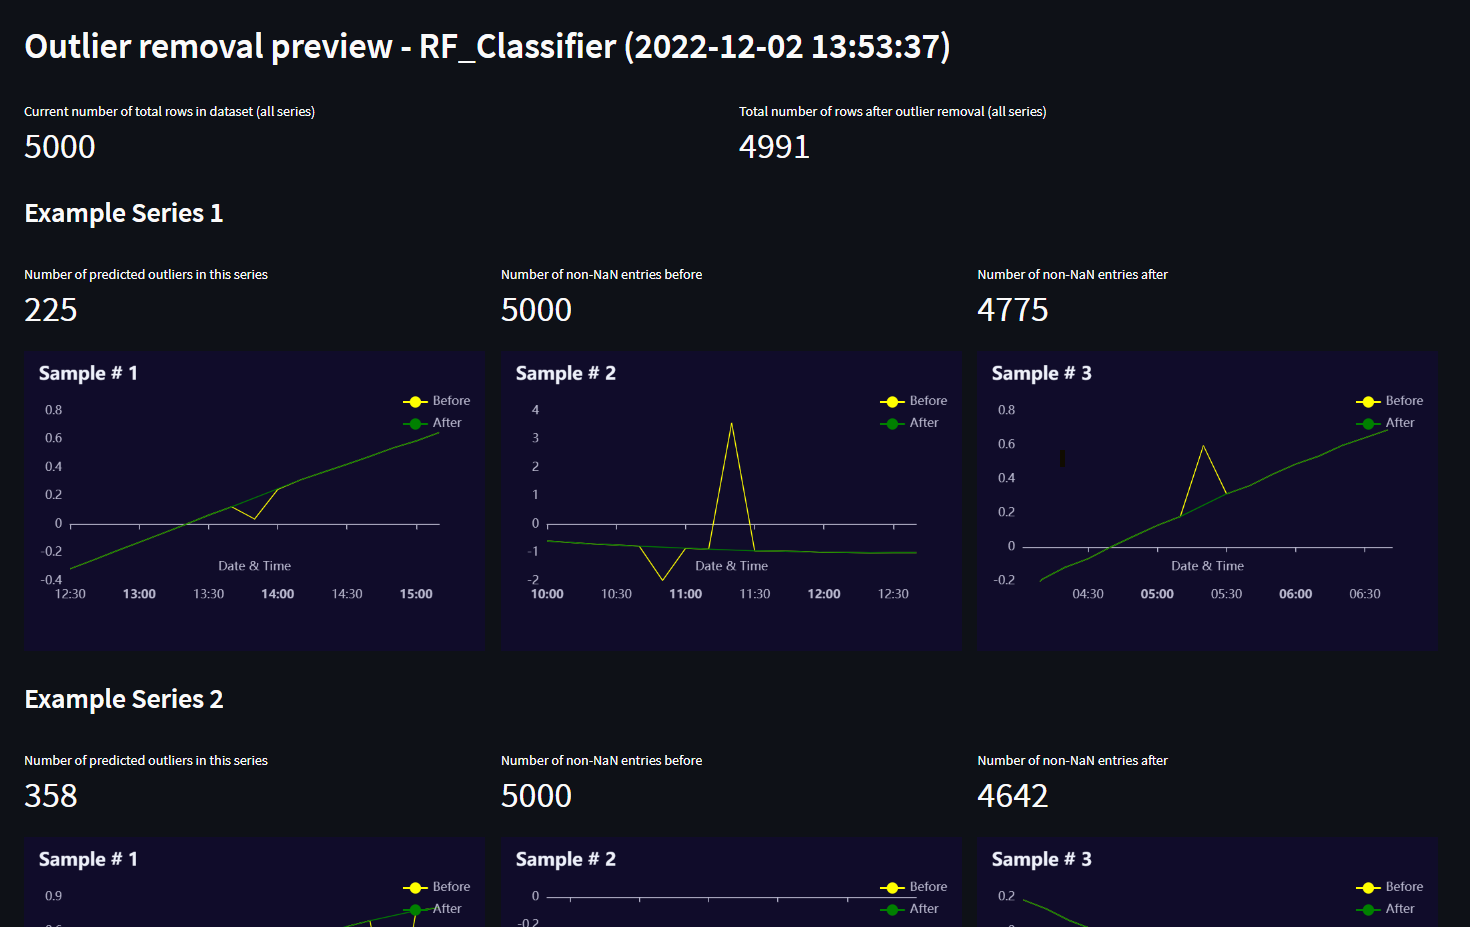 Outlier removal preview - RF_Classifier (2022-12-02 13:53:37)
Current number of total rows in dataset (all series)
5000
Total number of rows after outlier removal (all series)
4991
Example Series 1
Number of predicted outliers in this series
225
Number of non-NaN entries before
5000
Number of non-NaN entries after
4775
Sample # 1
Before
After
0.8
0.6
0.4
0.2
0
-0.2
-0.4
Date & Time
12:30 13:00 13:30 14:00 14:30 15:00
Sample # 2
Before
After
4
3
2
1
0
-1
-2
Date & Time
10:00 10:30 11:00 11:30 12:00 12:30
Sample # 3
Before
After
0.8
0.6
0.4
0.2
0
-0.2
Date & Time
04:30 05:00 05:30 06:00 06:30
Example Series 2
Number of predicted outliers in this series
358
Number of non-NaN entries before
5000
Number of non-NaN entries after
4642
Sample # 1
Before
After
0.9
Sample # 2
Before
After
0
-0.2
Sample # 3
Before
After
0.2